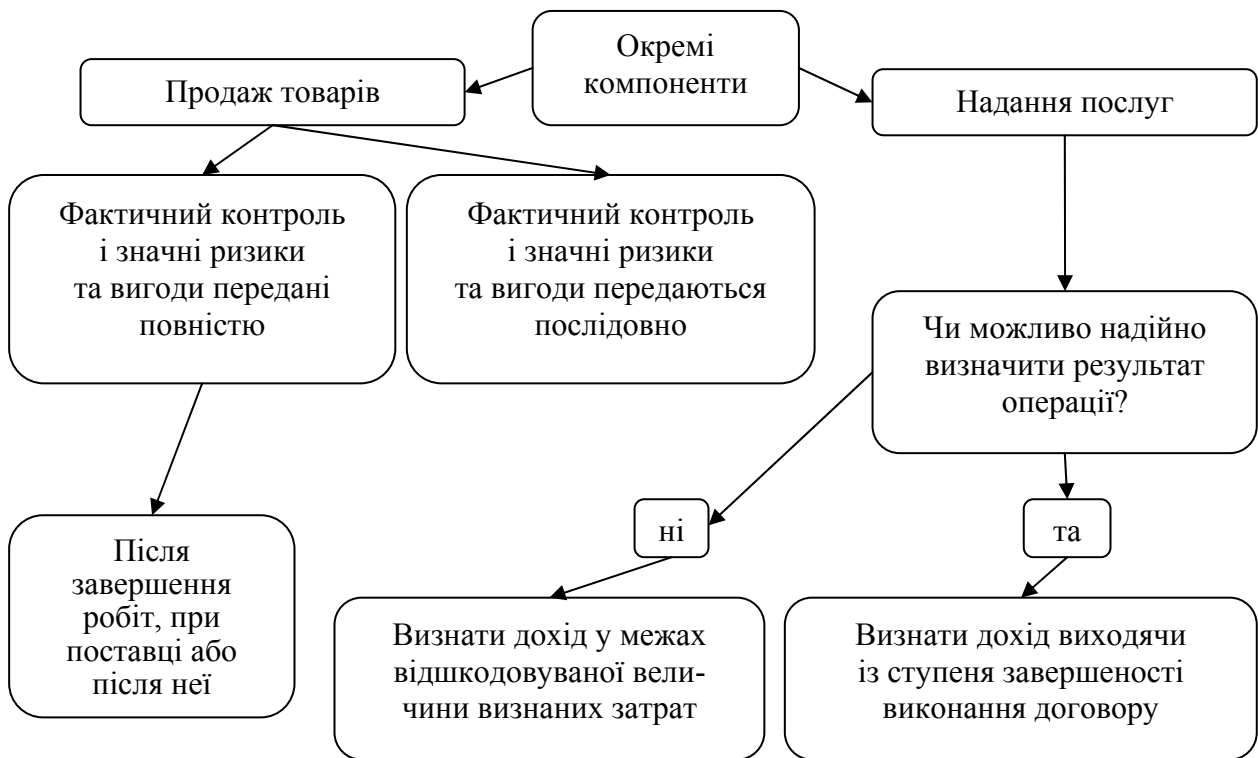 Окремі
компоненти
Продаж товарів
Надання послуг
Фактичний контроль
і значні ризики
та вигоди передані
повністю
Фактичний контроль
і значні ризики
та вигоди передаються
послідовно
Чи можливо надійно
визначити результат
операції?
ні
та
Після
завершення
робіт, при
поставці або
після неї
Визнати дохід у межах
відшкодовуваної вели-
чини визнаних затрат
Визнати дохід виходячи
із ступеня завершеності
виконання договору